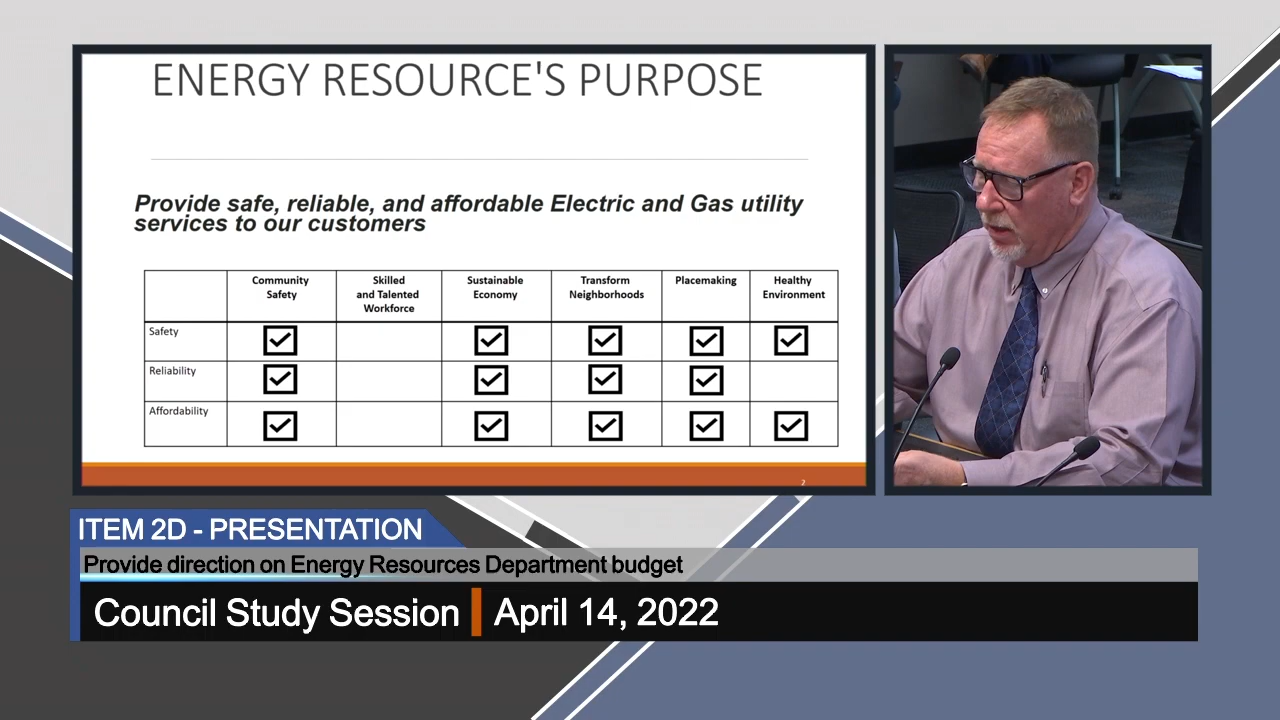 ENERGY RESOURCE'S PURPOSE
Provide safe, reliable, and affordable Electric and Gas utility
services to our customers
Community Safety
Skilled and Talented Workforce
Sustainable Economy
Transform Neighborhoods
Placemaking
Healthy Environment
Safety
Reliability
Affordability
2
ITEM 2D - PRESENTATION
Provide direction on Energy Resources Department budget
Council Study Session
April 14, 2022